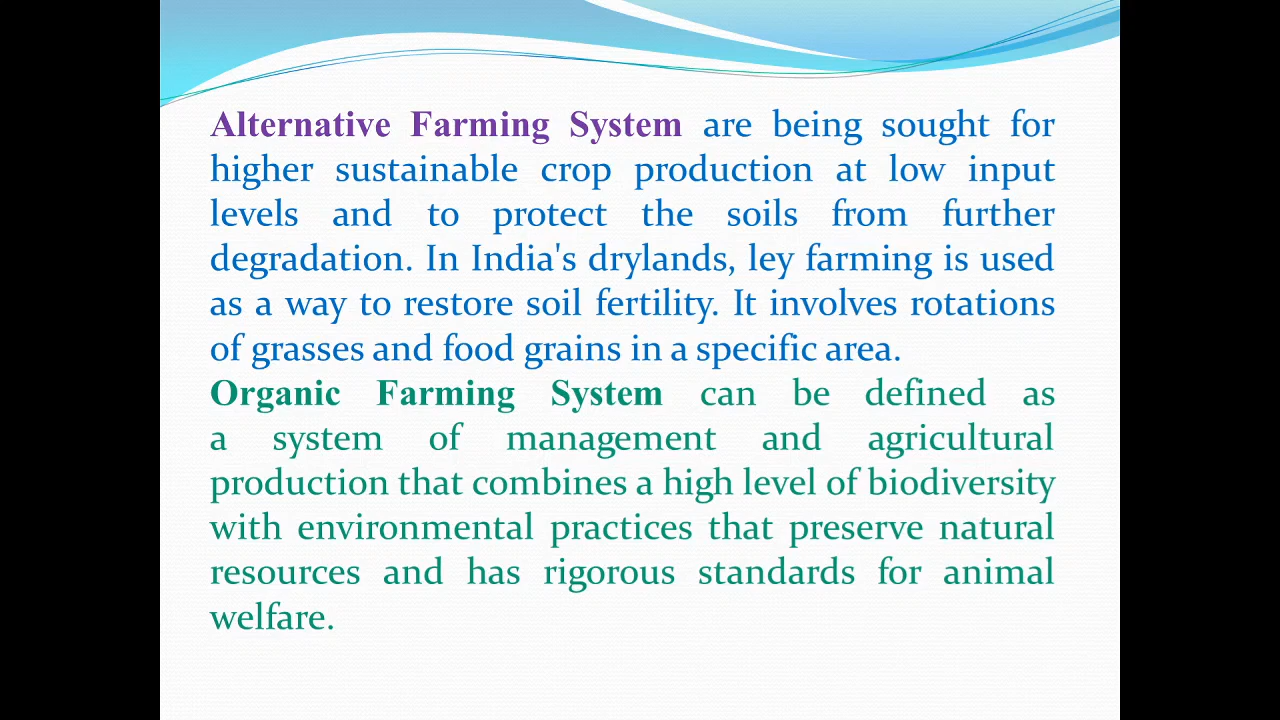 Alternative Farming System are being sought for
higher sustainable crop production at low input
levels and to protect the soils from further
degradation. In India's drylands, ley farming is used
as a way to restore soil fertility. It involves rotations
of grasses and food grains in a specific area.
Organic Farming System can be defined as
a system of management and agricultural
production that combines a high level of biodiversity
with environmental practices that preserve natural
resources and has rigorous standards for animal
welfare.